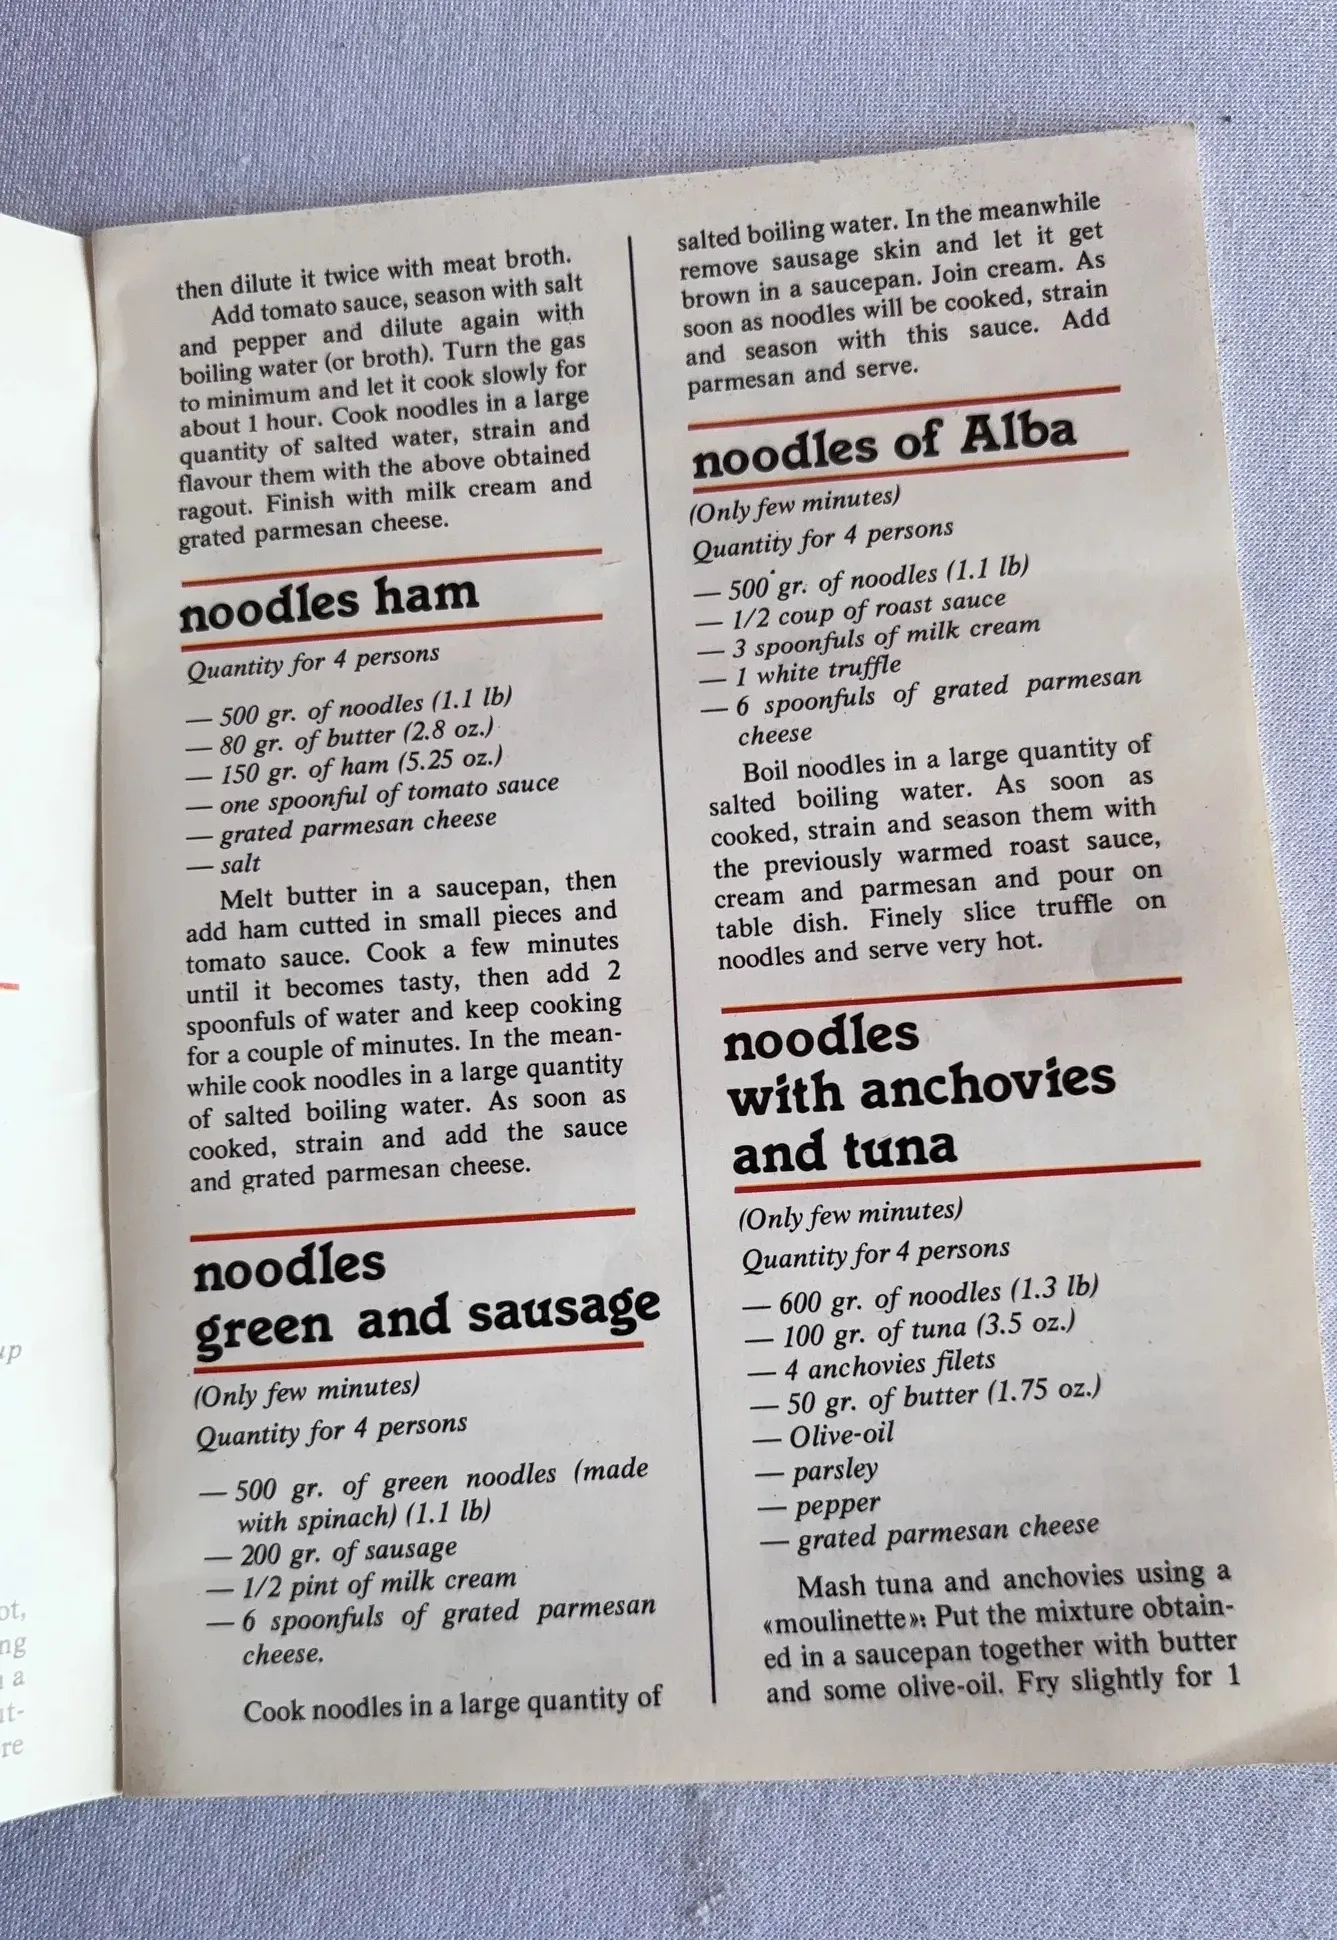 then dilute it twice with meat broth.
Add tomato sauce, season with salt
and pepper and dilute again with
boiling water (or broth). Turn the gas
to minimum and let it cook slowly for
about 1 hour. Cook noodles in a large
quantity of salted water, strain and
flavour them with the above obtained
ragout. Finish with milk cream and
grated parmesan cheese.
noodles ham
Quantity for 4 persons
— 500 gr. of noodles (1.1 lb)
— 80 gr. of butter (2.8 oz.)
— 150 gr. of ham (5.25 oz.)
— one spoonful of tomato sauce
— grated parmesan cheese
— salt
Melt butter in a saucepan, then
add ham cutted in small pieces and
tomato sauce. Cook a few minutes
until it becomes tasty, then add 2
spoonfuls of water and keep cooking
for a couple of minutes. In the mean-
while cook noodles in a large quantity
of salted boiling water. As soon as
cooked, strain and add the sauce
and grated parmesan cheese.
noodles
green and sausage
(Only few minutes)
Quantity for 4 persons
— 500 gr. of green noodles (made
with spinach) (1.1 lb)
— 200 gr. of sausage
— 1/2 pint of milk cream
— 6 spoonfuls of grated parmesan
cheese.
Cook noodles in a large quantity of
salted boiling water. In the meanwhile
remove sausage skin and let it get
brown in a saucepan. Join cream. As
soon as noodles will be cooked, strain
and season with this sauce. Add
parmesan and serve.
noodles of Alba
(Only few minutes)
Quantity for 4 persons
— 500 gr. of noodles (1.1 lb)
— 1/2 coup of roast sauce
— 3 spoonfuls of milk cream
— 1 white truffle
— 6 spoonfuls of grated parmesan
cheese
Boil noodles in a large quantity of
salted boiling water. As soon as
cooked, strain and season them with
the previously warmed roast sauce,
cream and parmesan and pour on
table dish. Finely slice truffle on
noodles and serve very hot.
noodles
with anchovies
and tuna
(Only few minutes)
Quantity for 4 persons
— 600 gr. of noodles (1.3 lb)
— 100 gr. of tuna (3.5 oz.)
— 4 anchovies filets
— 50 gr. of butter (1.75 oz.)
— Olive-oil
— parsley
— pepper
— grated parmesan cheese
Mash tuna and anchovies using a
«moulinette»: Put the mixture obtain-
ed in a saucepan together with butter
and some olive-oil. Fry slightly for 1